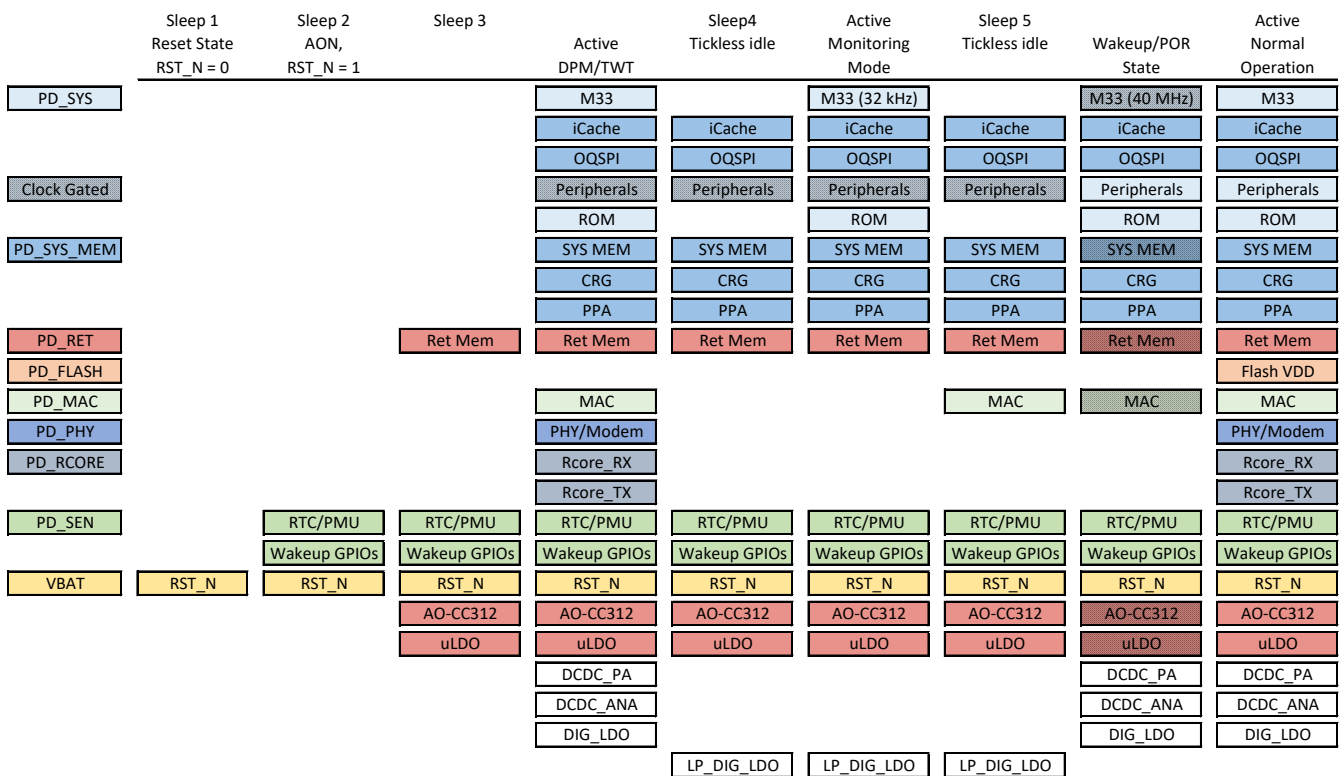 Sleep 1 Sleep 2 Sleep 3 Sleep4 Active Sleep 5 Active
Reset State AON, Active Tickless idle Monitoring Tickless idle Wakeup/POR Normal
RST_N = 0 RST_N = 1 DPM/TWT Mode State Operation
PD_SYS M33 M33 (32 kHz) M33 (40 MHz) M33
iCache iCache iCache iCache iCache iCache
OQSPI OQSPI OQSPI OQSPI OQSPI OQSPI
Clock Gated Peripherals Peripherals Peripherals Peripherals Peripherals Peripherals
ROM ROM ROM ROM
PD_SYS_MEM SYS MEM SYS MEM SYS MEM SYS MEM SYS MEM SYS MEM
CRG CRG CRG CRG CRG CRG
PPA PPA PPA PPA PPA PPA
PD_RET Ret Mem Ret Mem Ret Mem Ret Mem Ret Mem Ret Mem Ret Mem
PD_FLASH Flash VDD
PD_MAC MAC MAC MAC MAC
PD_PHY PHY/Modem PHY/Modem
PD_RCORE Rcore_RX Rcore_RX
Rcore_TX Rcore_TX
PD_SEN RTC/PMU RTC/PMU RTC/PMU RTC/PMU RTC/PMU RTC/PMU RTC/PMU RTC/PMU
Wakeup GPIOs Wakeup GPIOs Wakeup GPIOs Wakeup GPIOs Wakeup GPIOs Wakeup GPIOs Wakeup GPIOs Wakeup GPIOs
VBAT RST_N RST_N RST_N RST_N RST_N RST_N RST_N RST_N RST_N
AO-CC312 AO-CC312 AO-CC312 AO-CC312 AO-CC312 AO-CC312 AO-CC312
uLDO uLDO uLDO uLDO uLDO uLDO uLDO
DCDC_PA DCDC_PA DCDC_PA
DCDC_ANA DCDC_ANA DCDC_ANA
DIG_LDO DIG_LDO DIG_LDO
LP_DIG_LDO LP_DIG_LDO LP_DIG_LDO